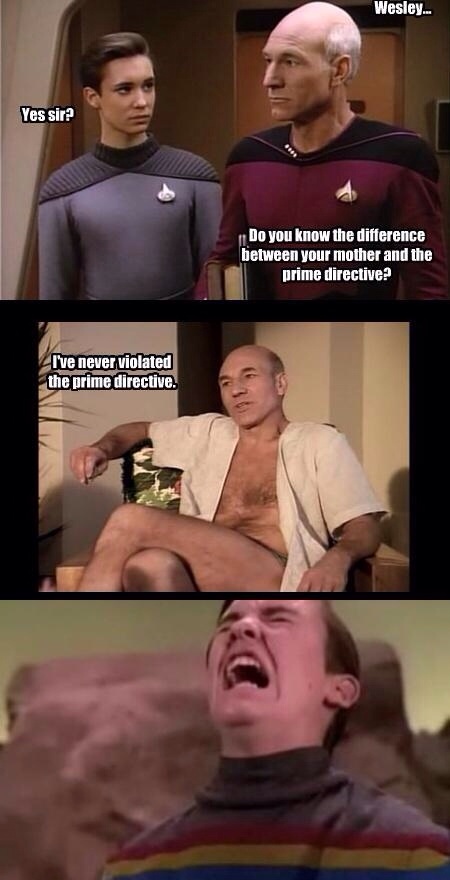 Wesley...
Yes sir?
Do you know the difference
between your mother and the
prime directive?
I've never violated
the prime directive.